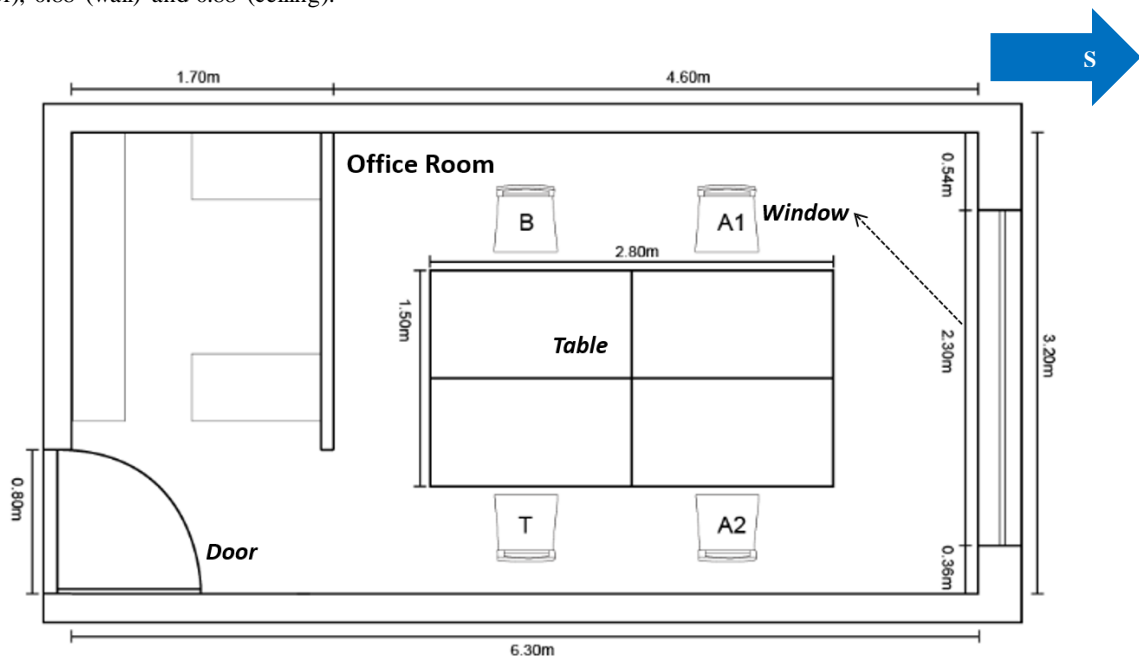 0.88 (wall) and 0.88 (ceiling).
S
1.70m
4.60m
Office Room
0.54m
B
A1
Window
2.80m
1.50m
Table
2.30m
3.20m
0.80m
T
A2
Door
0.36m
6.30m